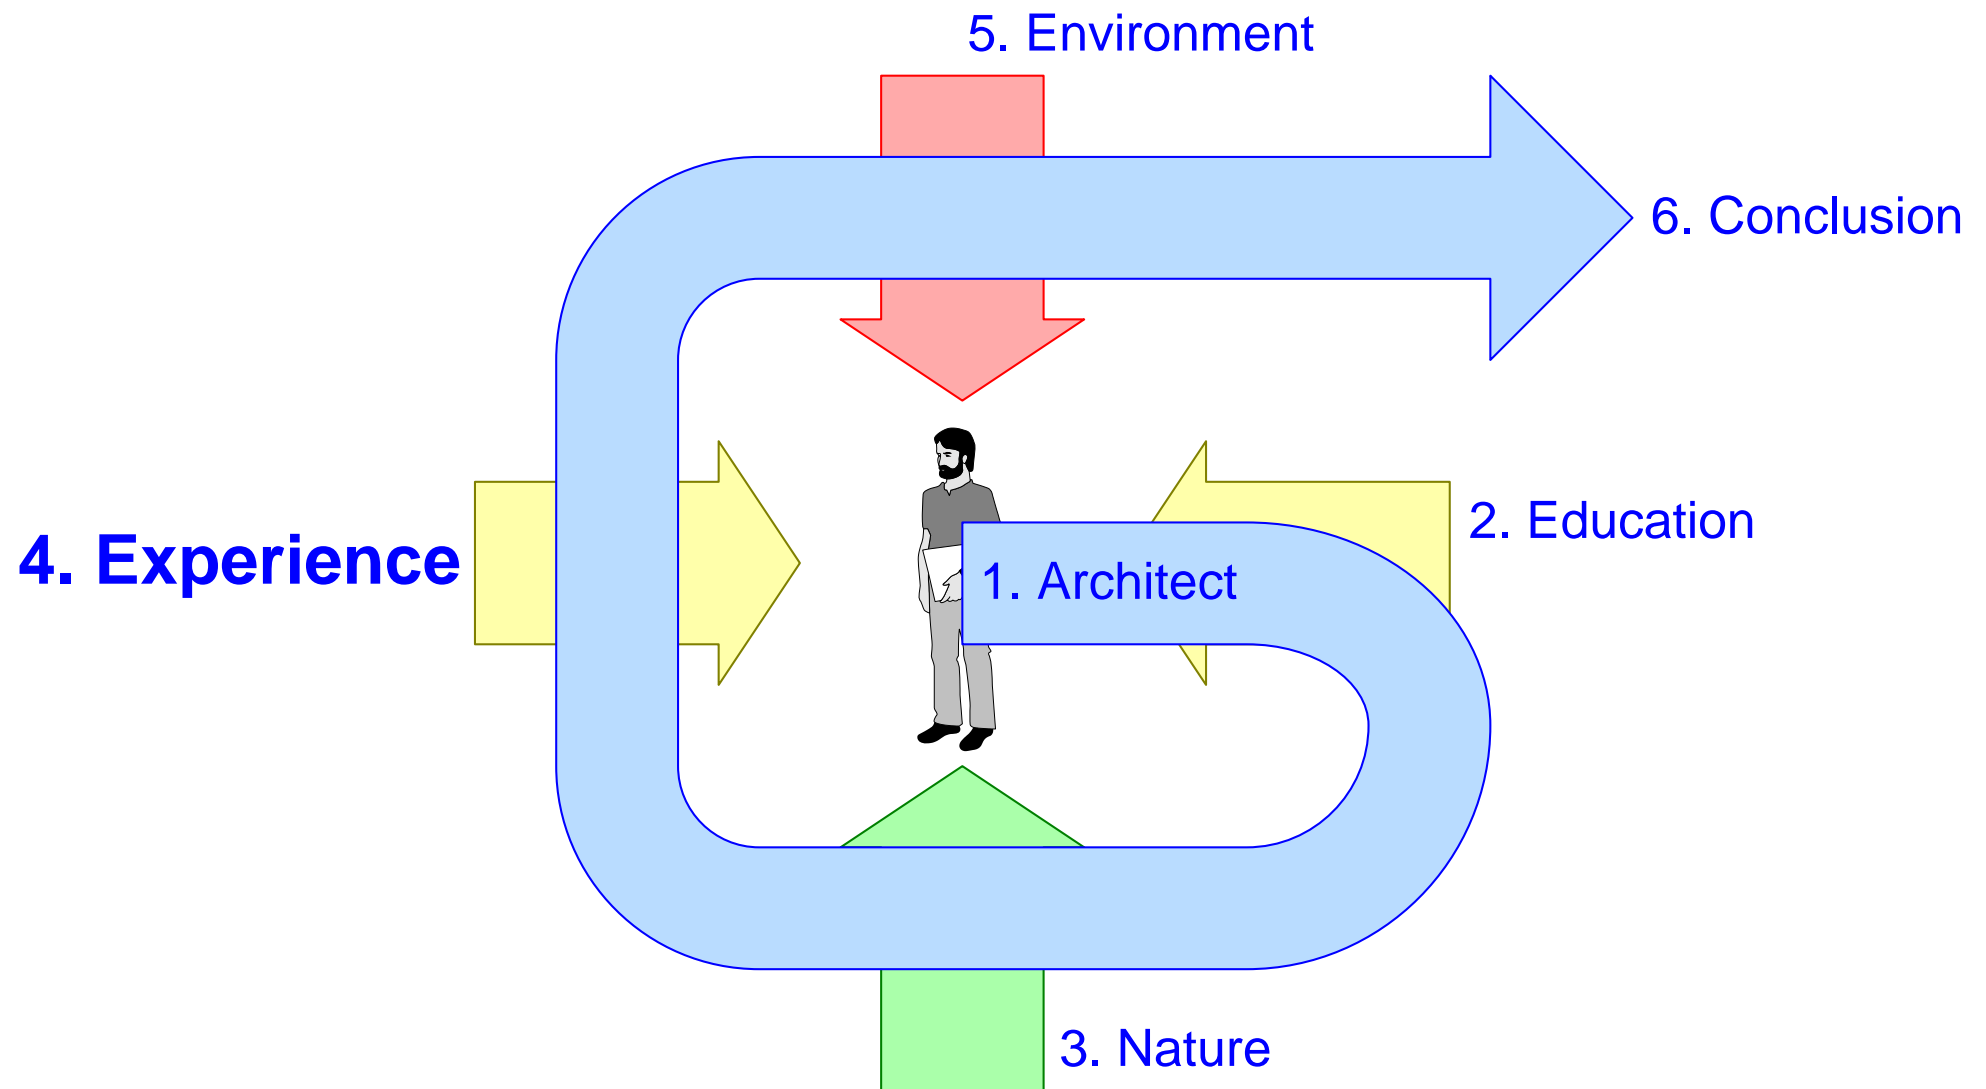 5. Environment
6. Conclusion
2. Education
4. Experience
1. Architect
3. Nature